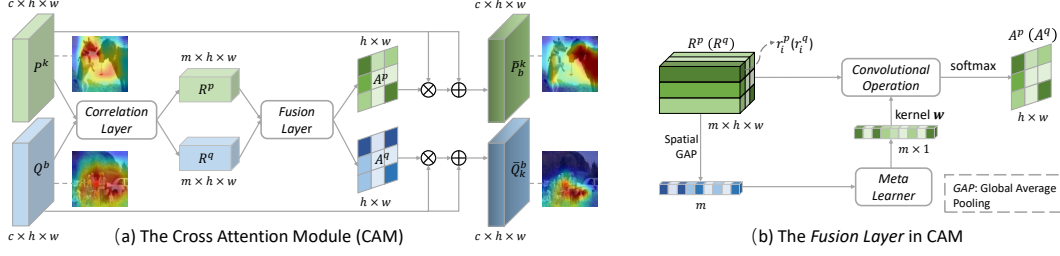 c × h × w
P^k
m × h × w
R^p
h × w
A^p
c × h × w
P̄_b^k
Correlation
Layer
Fusion
Layer
Q^b
c × h × w
R^q
m × h × w
A^q
h × w
Q̄_k^b
c × h × w
(a) The Cross Attention Module (CAM)
R^p (R^q)
r_i^p(r_i^q)
m × h × w
Convolutional
Operation
softmax
A^p (A^q)
h × w
Spatial
GAP
kernel w
m × 1
m
Meta
Learner
GAP: Global Average
Pooling
(b) The Fusion Layer in CAM